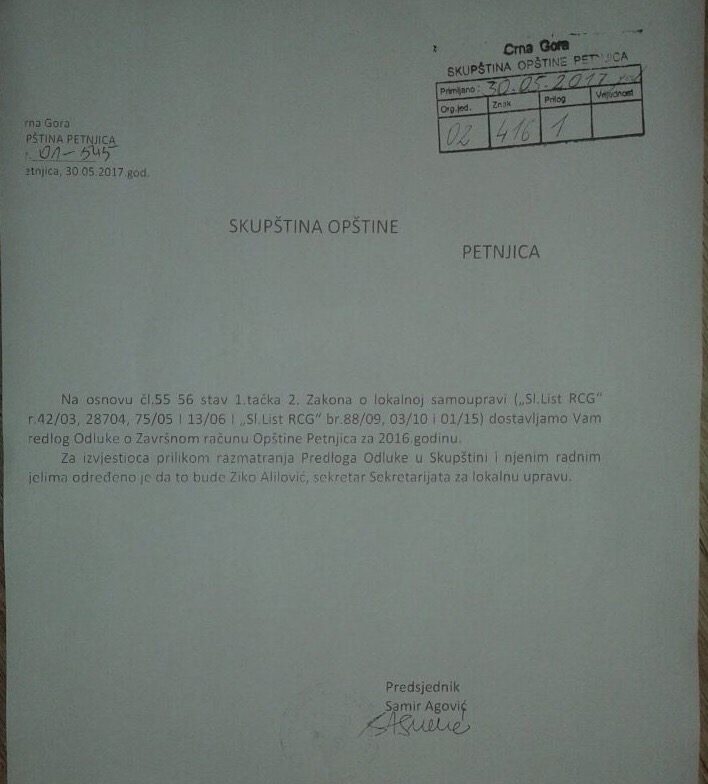 Crna Gora
SKUPŠTINA OPŠTINE PETNJICA
Primljeno: 30.05.2017
Org.jed. Znak Prilog Vrijednost
02 416 1
rna Gora
PŠTINA PETNJICA
01-545
etnjica, 30.05.2017.god.
SKUPŠTINA OPŠTINE
PETNJICA
Na osnovu čl.55 56 stav 1.tačka 2. Zakona o lokalnoj samoupravi („Sl.List RCG“
r.42/03, 28704, 75/05 I 13/06 I „Sl.List RCG“ br.88/09, 03/10 i 01/15) dostavljamo Vam
redlog Odluke o Završnom računu Opštine Petnjica za 2016.godinu.
Za izvjestioca prilikom razmatranja Predloga Odluke u Skupštini i njenim radnim
jelima određeno je da to bude Ziko Alilović, sekretar Sekretarijata za lokalnu upravu.
Predsjednik
Samir Agović